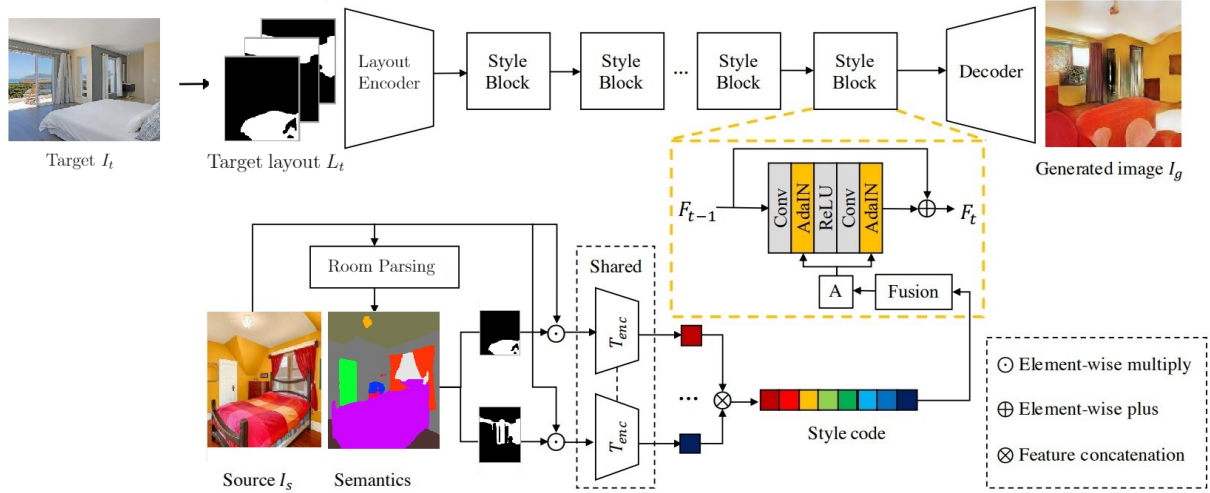 Layout
Encoder
Style
Block
Style
Block
...
Style
Block
Style
Block
Decoder
Target I_t
Target layout L_t
Generated image I_g
F_{t-1}
Conv
AdaIN
ReLU
Conv
AdaIN
F_t
A
Fusion
Room Parsing
Shared
T_{enc}
T_{enc}
...
Style code
Source I_s
Semantics
⊙ Element-wise multiply
⊕ Element-wise plus
⊗ Feature concatenation